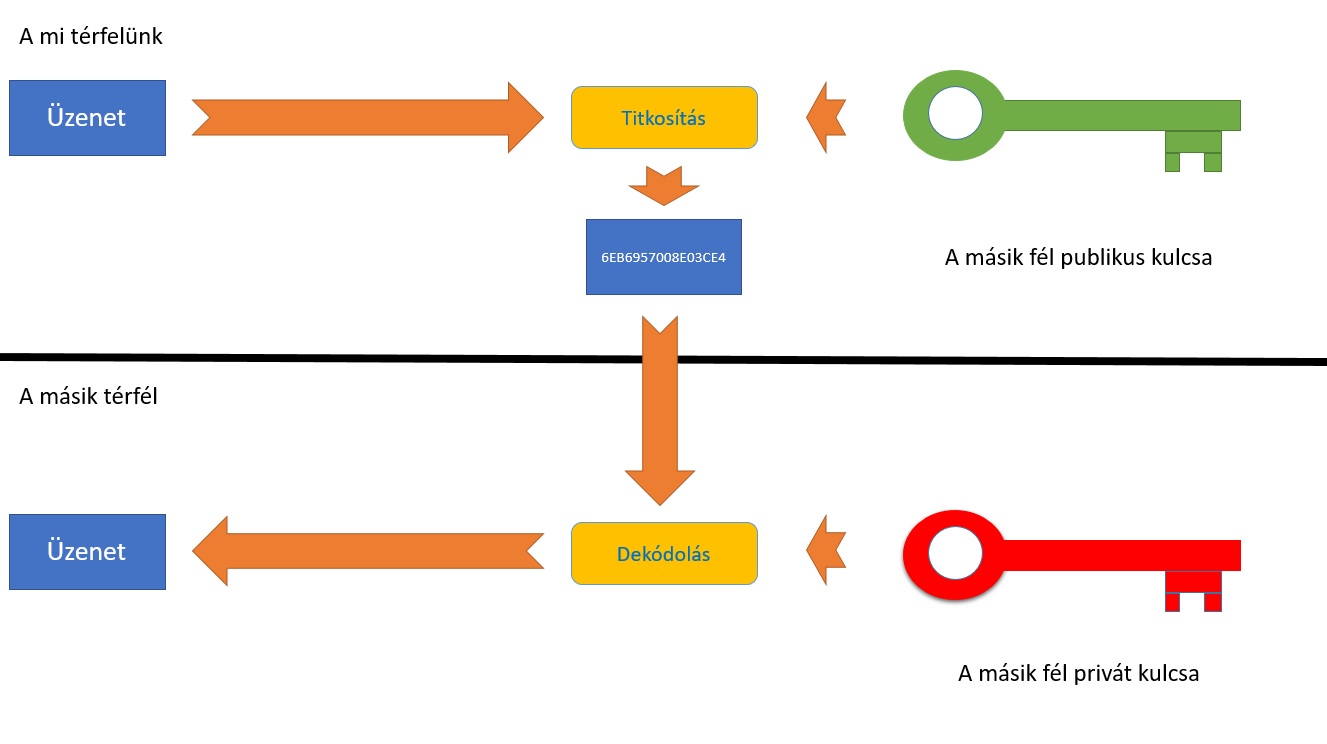 A mi térfelünk
Üzenet
Titkosítás
6EB6957008E03CE4
A másik fél publikus kulcsa
A másik térfél
Üzenet
Dekódolás
A másik fél privát kulcsa